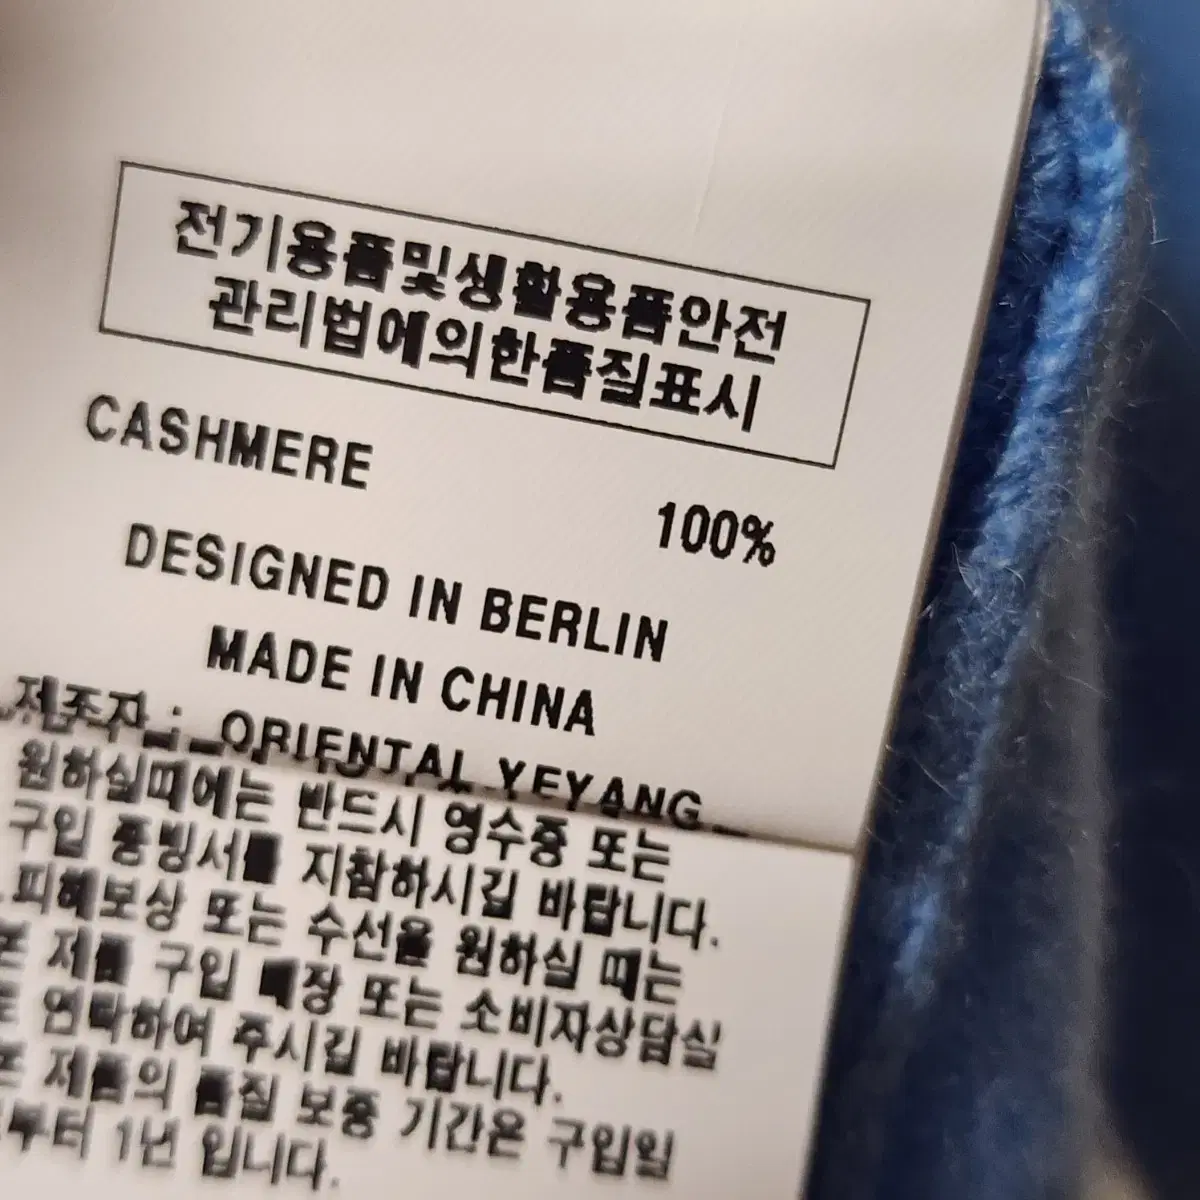 전기용품및생활용품안전
관리법에의한품질표시
CASHMERE 100%
DESIGNED IN BERLIN
MADE IN CHINA
제조자 : ORIENTAL YEYANG
원하실때에는 반드시 영수증 또는
구입 증빙서를 지참하시길 바랍니다.
피해보상 또는 수선을 원하실 때는
본 제품 구입 매장 또는 소비자상담실
연락하여 주시길 바랍니다.
제품의 품질 보증 기간은 구입일
부터 1년 입니다.